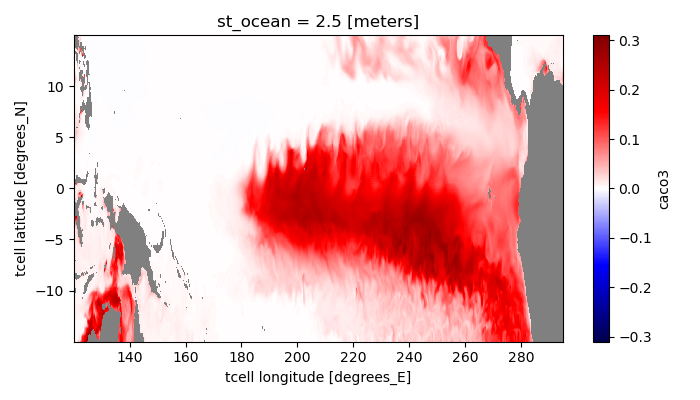 st_ocean = 2.5 [meters]
10
5
0
−5
−10
tcell latitude [degrees_N]
140 160 180 200 220 240 260 280
tcell longitude [degrees_E]
0.3
0.2
0.1
0.0
−0.1
−0.2
−0.3
caco3